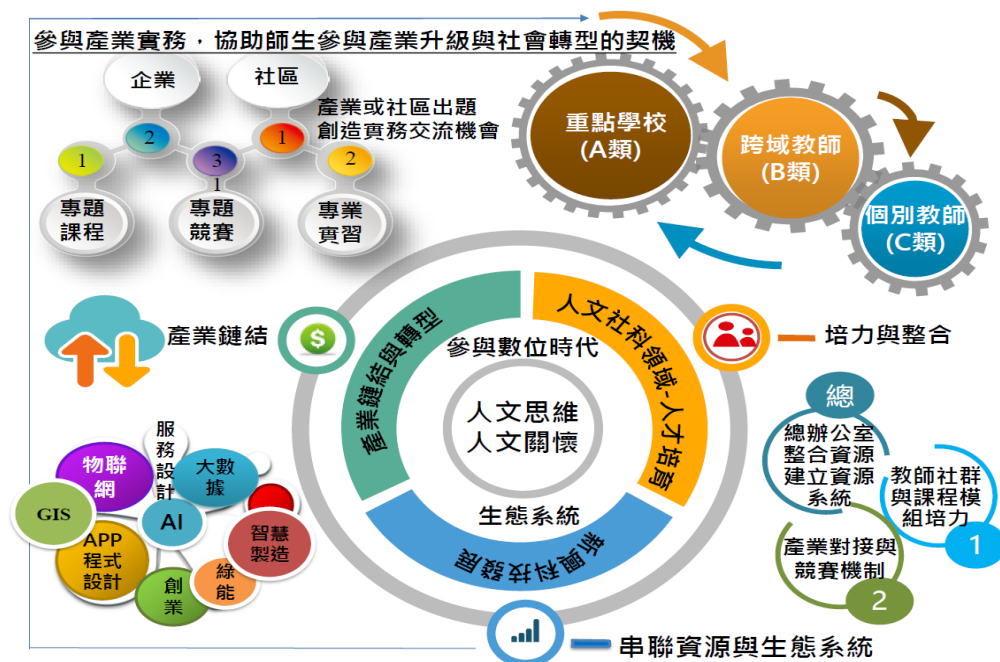 參與產業實務，協助師生參與產業升級與社會轉型的契機
企業
社區
產業或社區出題
創造實務交流機會
1
2
3
1
1
2
專題
課程
專題
競賽
專業
實習
重點學校
(A類)
跨域教師
(B類)
個別教師
(C類)
產業鏈結
$
培力與整合
產業鏈結與轉型
人文社科領域-人才培育
新興科技發展
參與數位時代
人文思維
人文關懷
生態系統
服務設計
物聯
網
大數
據
GIS
AI
智慧
製造
APP
程式
設計
創
業
綠
能
總
總辦公室
整合資源
建立資源
系統
教師社群
與課程模
組培力
1
產業對接與
競賽機制
2
串聯資源與生態系統